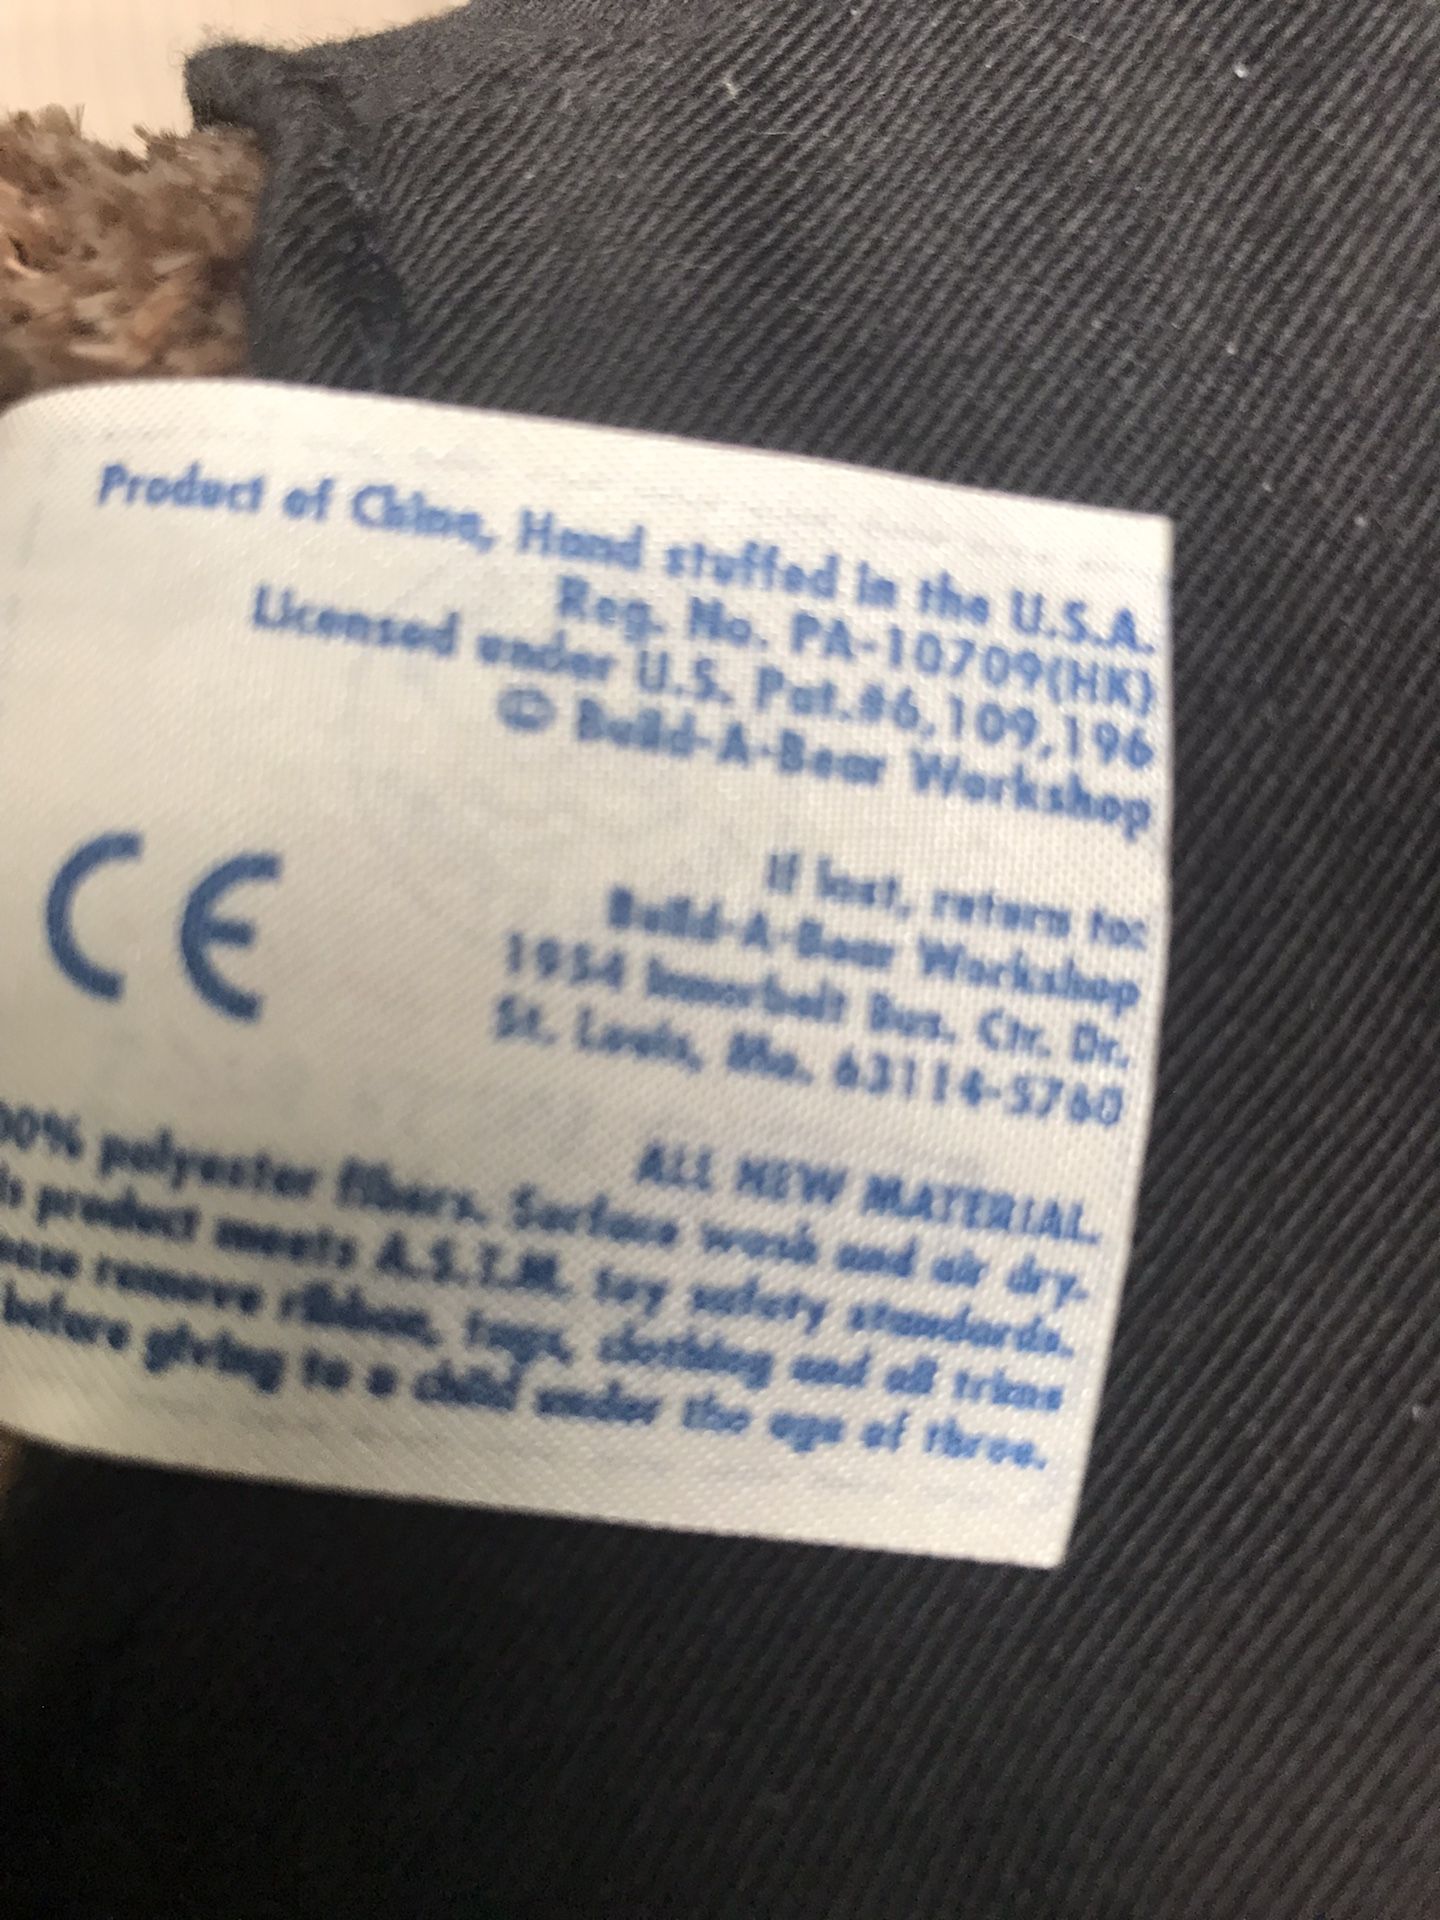 Product of China, Hand stuffed in the U.S.A.
Reg. No. PA-10709(HK)
Licensed under U.S. Pat.#6,109,196
© Build-A-Bear Workshop
CE
If lost, return to:
Build-A-Bear Workshop
1954 Innerbelt Bus. Ctr. Dr.
St. Louis, Mo. 63114-5760
ALL NEW MATERIAL.
00% polyester fibers. Surface wash and air dry.
is product meets A.S.T.M. toy safety standards.
ease remove ribbon, tags, clothing and all trims
before giving to a child under the age of three.